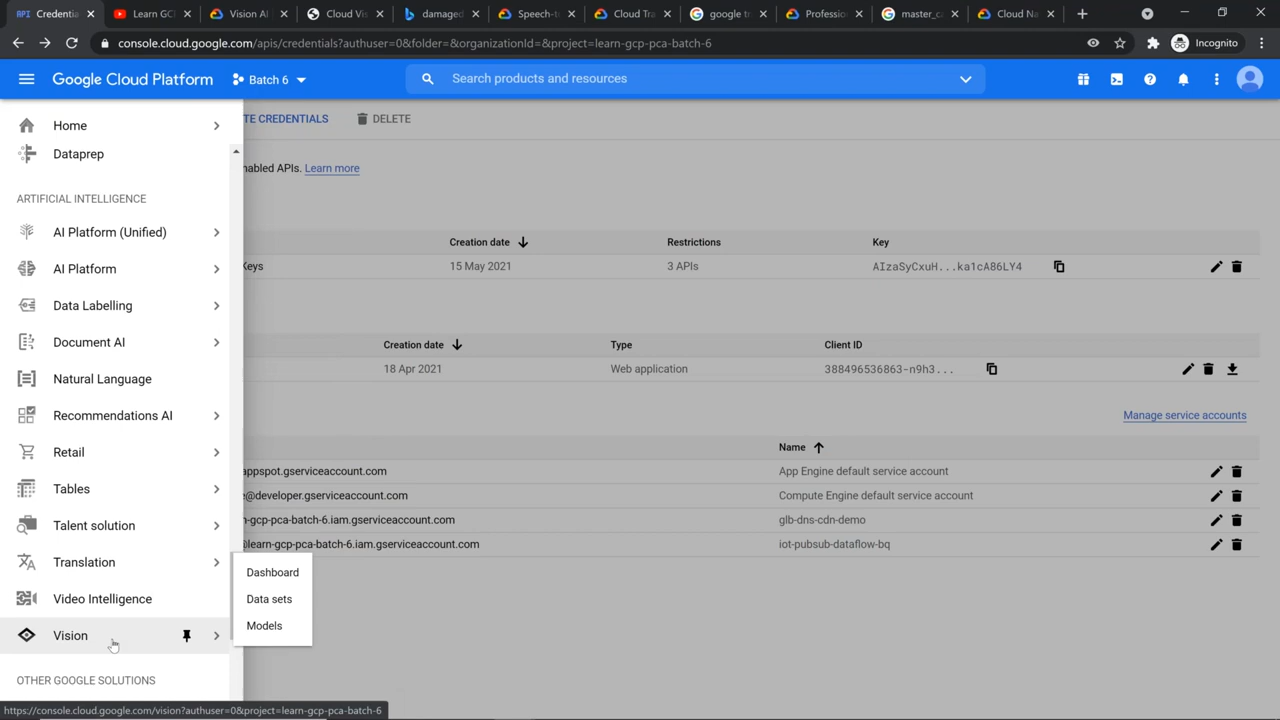 API Credentia
Learn GC
Vision AI
Cloud Vis
damaged
Speech-t
Cloud Tra
google tr
Professio
master_ca
Cloud Na
console.cloud.google.com/apis/credentials?authuser=0&folder=&organizationId=&project=learn-gcp-pca-batch-6
Incognito
Google Cloud Platform
Batch 6
Search products and resources
Home
TE CREDENTIALS
DELETE
Dataprep
nabled APIs. Learn more
ARTIFICIAL INTELLIGENCE
AI Platform (Unified)
Creation date
Restrictions
Key
AI Platform
Keys
15 May 2021
3 APIs
AIzaSyCxuH...ka1cA86LY4
Data Labelling
Document AI
Creation date
Type
Client ID
Natural Language
18 Apr 2021
Web application
388496536863-n9h3...
Recommendations AI
Manage service accounts
Retail
Name
appspot.gserviceaccount.com
App Engine default service account
Tables
e@developer.gserviceaccount.com
Compute Engine default service account
Talent solution
n-gcp-pca-batch-6.iam.gserviceaccount.com
glb-dns-cdn-demo
@learn-gcp-pca-batch-6.iam.gserviceaccount.com
iot-pubsub-dataflow-bq
Translation
Dashboard
Video Intelligence
Data sets
Models
Vision
OTHER GOOGLE SOLUTIONS
https://console.cloud.google.com/vision?authuser=0&project=learn-gcp-pca-batch-6